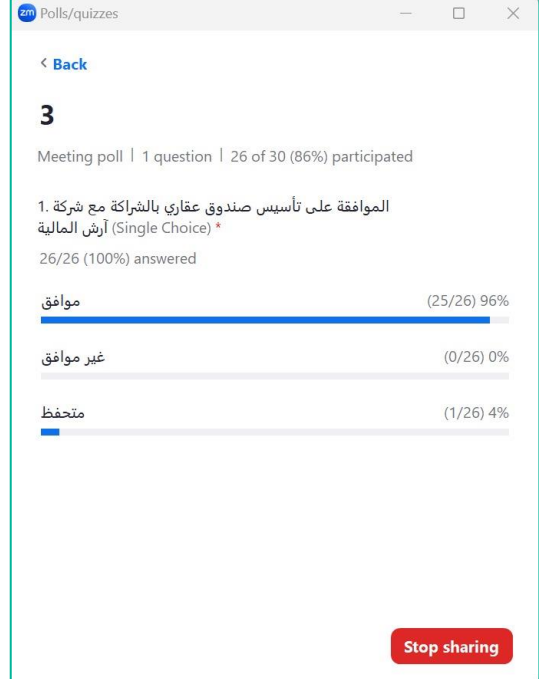 zm Polls/quizzes
Back
3
Meeting poll | 1 question | 26 of 30 (86%) participated
1. الموافقة على تأسيس صندوق عقاري بالشراكة مع شركة
آرش المالية (Single Choice) *
26/26 (100%) answered
موافق (25/26) 96%
غير موافق (0/26) 0%
متحفظ (1/26) 4%
Stop sharing